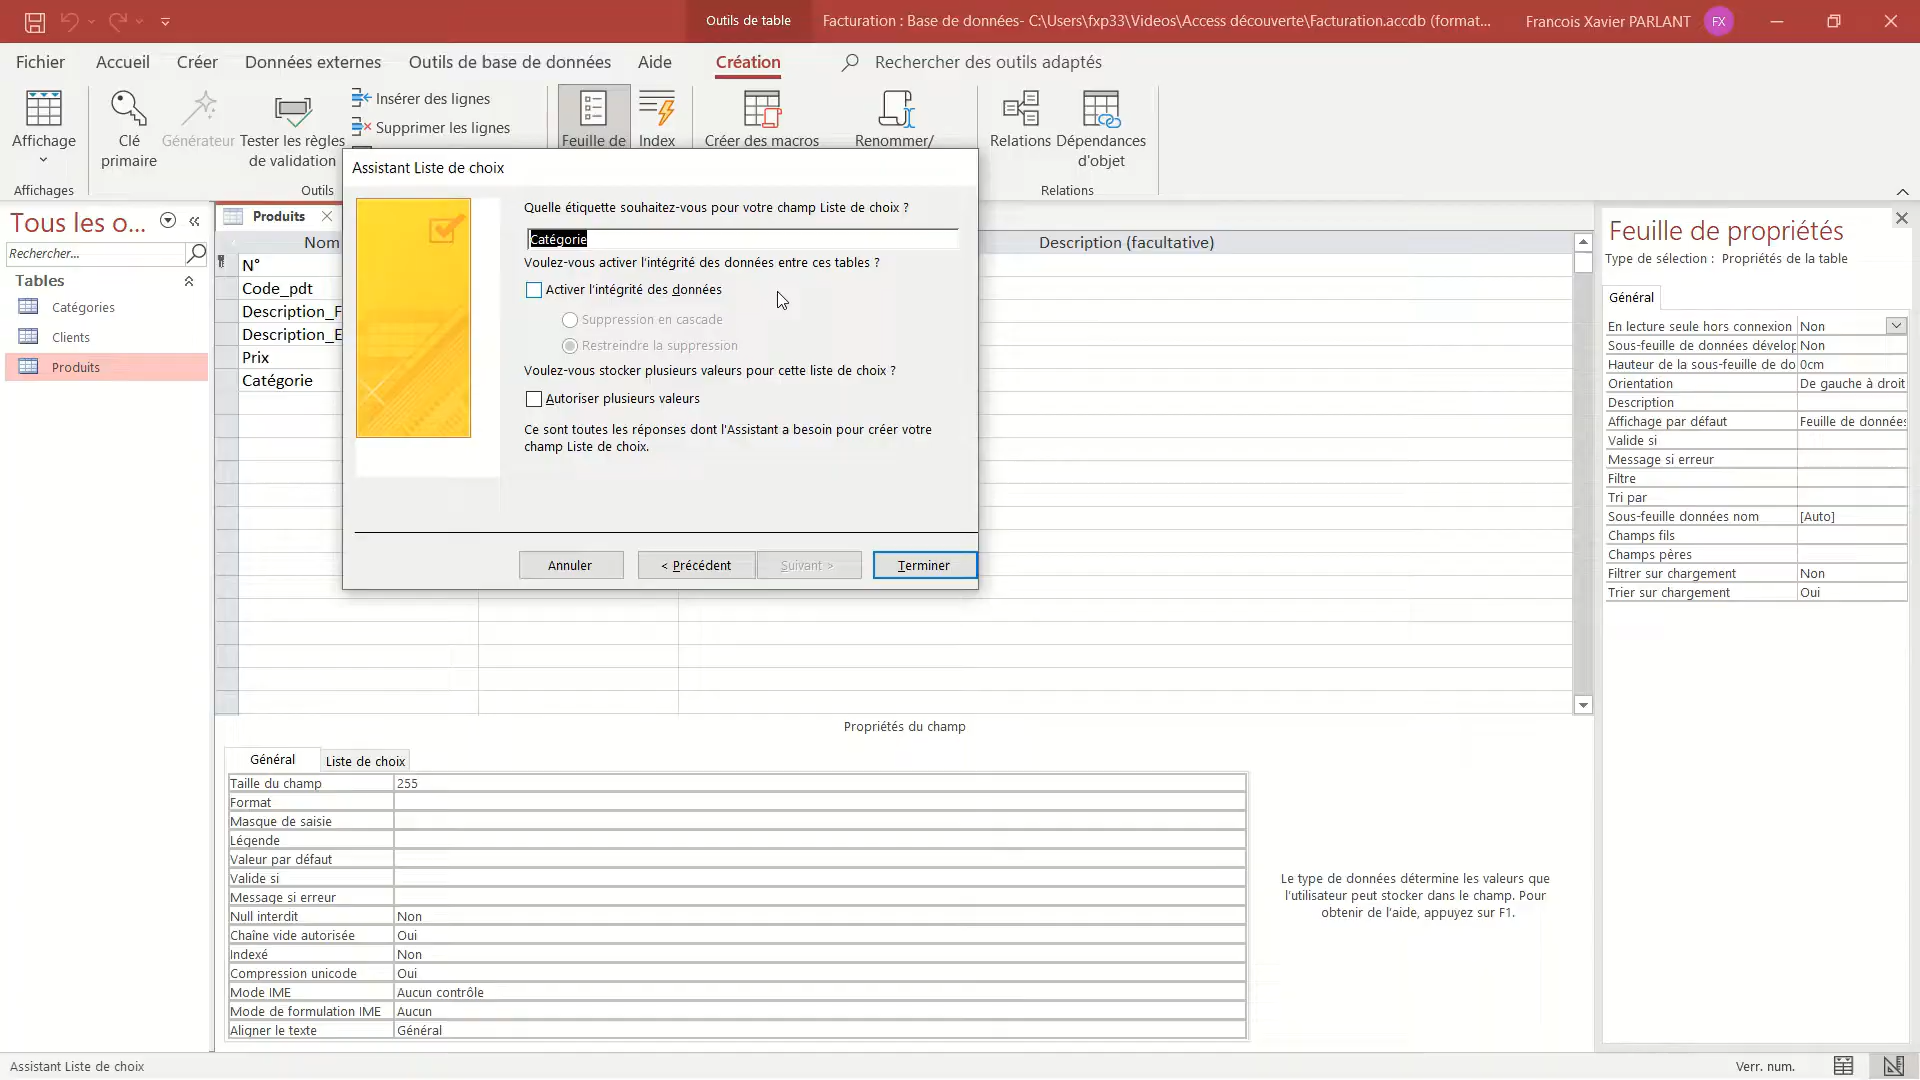 Outils de table
Facturation : Base de données- C:\Users\fxp33\Videos\Access découverte\Facturation.accdb (format...
Francois Xavier PARLANT
FX
Fichier
Accueil
Créer
Données externes
Outils de base de données
Aide
Création
Rechercher des outils adaptés
Affichage
Clé
primaire
Générateur
Tester les règles
de validation
Insérer des lignes
Supprimer les lignes
Feuille de
Index
Créer des macros
Renommer/
Relations
Dépendances
d'objet
Affichages
Outils
Relations
Tous les o...
Rechercher...
Tables
Catégories
Clients
Produits
Produits
Nom
Description (facultative)
N°
Code_pdt
Description_F
Description_E
Prix
Catégorie
Assistant Liste de choix
Quelle étiquette souhaitez-vous pour votre champ Liste de choix ?
Catégorie
Voulez-vous activer l'intégrité des données entre ces tables ?
Activer l'intégrité des données
Suppression en cascade
Restreindre la suppression
Voulez-vous stocker plusieurs valeurs pour cette liste de choix ?
Autoriser plusieurs valeurs
Ce sont toutes les réponses dont l'Assistant a besoin pour créer votre
champ Liste de choix.
Annuler
< Précédent
Suivant >
Terminer
Propriétés du champ
Général
Liste de choix
Taille du champ 255
Format
Masque de saisie
Légende
Valeur par défaut
Valide si
Message si erreur
Null interdit Non
Chaîne vide autorisée Oui
Indexé Non
Compression unicode Oui
Mode IME Aucun contrôle
Mode de formulation IME Aucun
Aligner le texte Général
Le type de données détermine les valeurs que
l'utilisateur peut stocker dans le champ. Pour
obtenir de l'aide, appuyez sur F1.
Feuille de propriétés
Type de sélection : Propriétés de la table
Général
En lecture seule hors connexion Non
Sous-feuille de données dévelop Non
Hauteur de la sous-feuille de do 0cm
Orientation De gauche à droit
Description
Affichage par défaut Feuille de données
Valide si
Message si erreur
Filtre
Tri par
Sous-feuille données nom [Auto]
Champs fils
Champs pères
Filtrer sur chargement Non
Trier sur chargement Oui
Assistant Liste de choix
Verr. num.